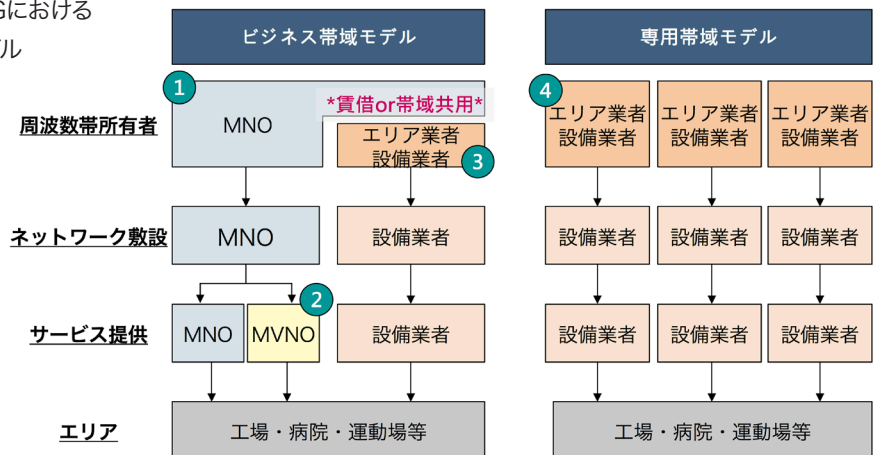 Gにおける
ル
ビジネス帯域モデル
専用帯域モデル
1
*賃借or帯域共用*
4
周波数帯所有者
MNO
エリア業者
設備業者
3
エリア業者
設備業者
エリア業者
設備業者
エリア業者
設備業者
ネットワーク敷設
MNO
設備業者
設備業者
設備業者
設備業者
2
サービス提供
MNO
MVNO
設備業者
設備業者
設備業者
設備業者
エリア
工場・病院・運動場等
工場・病院・運動場等